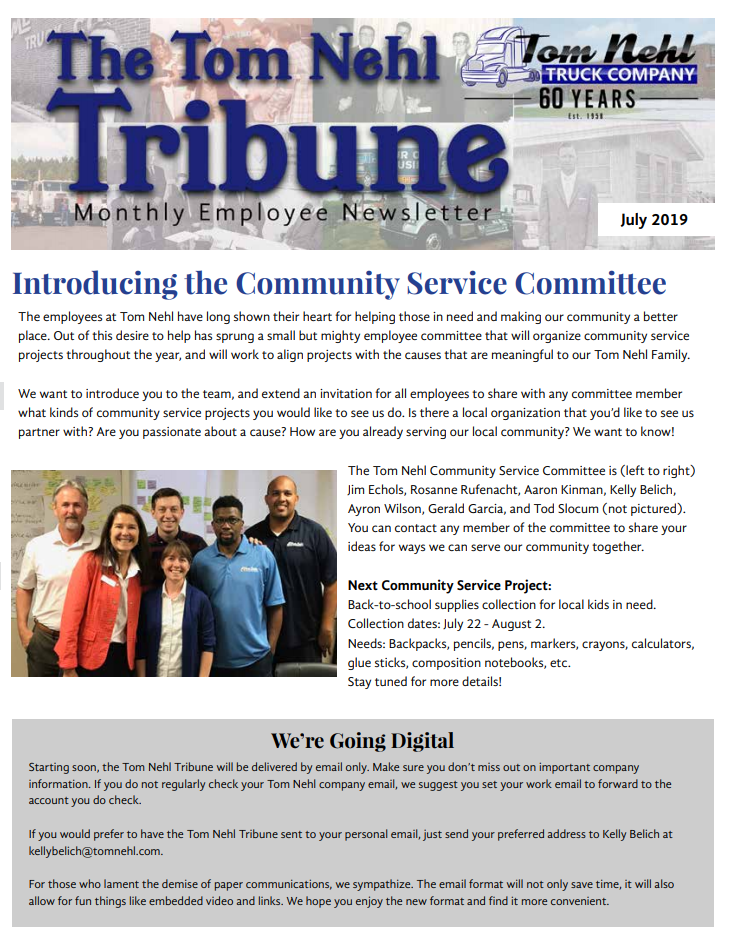 The Tom Nehl
Tribune
Monthly Employee Newsletter
Tom Nehl
TRUCK COMPANY
60 YEARS
Est. 1958
July 2019
Introducing the Community Service Committee
The employees at Tom Nehl have long shown their heart for helping those in need and making our community a better
place. Out of this desire to help has sprung a small but mighty employee committee that will organize community service
projects throughout the year, and will work to align projects with the causes that are meaningful to our Tom Nehl Family.
We want to introduce you to the team, and extend an invitation for all employees to share with any committee member
what kinds of community service projects you would like to see us do. Is there a local organization that you'd like to see us
partner with? Are you passionate about a cause? How are you already serving our local community? We want to know!
The Tom Nehl Community Service Committee is (left to right)
Jim Echols, Rosanne Rufenacht, Aaron Kinman, Kelly Belich,
Ayron Wilson, Gerald Garcia, and Tod Slocum (not pictured).
You can contact any member of the committee to share your
ideas for ways we can serve our community together.
Next Community Service Project:
Back-to-school supplies collection for local kids in need.
Collection dates: July 22 - August 2.
Needs: Backpacks, pencils, pens, markers, crayons, calculators,
glue sticks, composition notebooks, etc.
Stay tuned for more details!
We're Going Digital
Starting soon, the Tom Nehl Tribune will be delivered by email only. Make sure you don't miss out on important company
information. If you do not regularly check your Tom Nehl company email, we suggest you set your work email to forward to the
account you do check.
If you would prefer to have the Tom Nehl Tribune sent to your personal email, just send your preferred address to Kelly Belich at
kellybelich@tomnehl.com.
For those who lament the demise of paper communications, we sympathize. The email format will not only save time, it will also
allow for fun things like embedded video and links. We hope you enjoy the new format and find it more convenient.